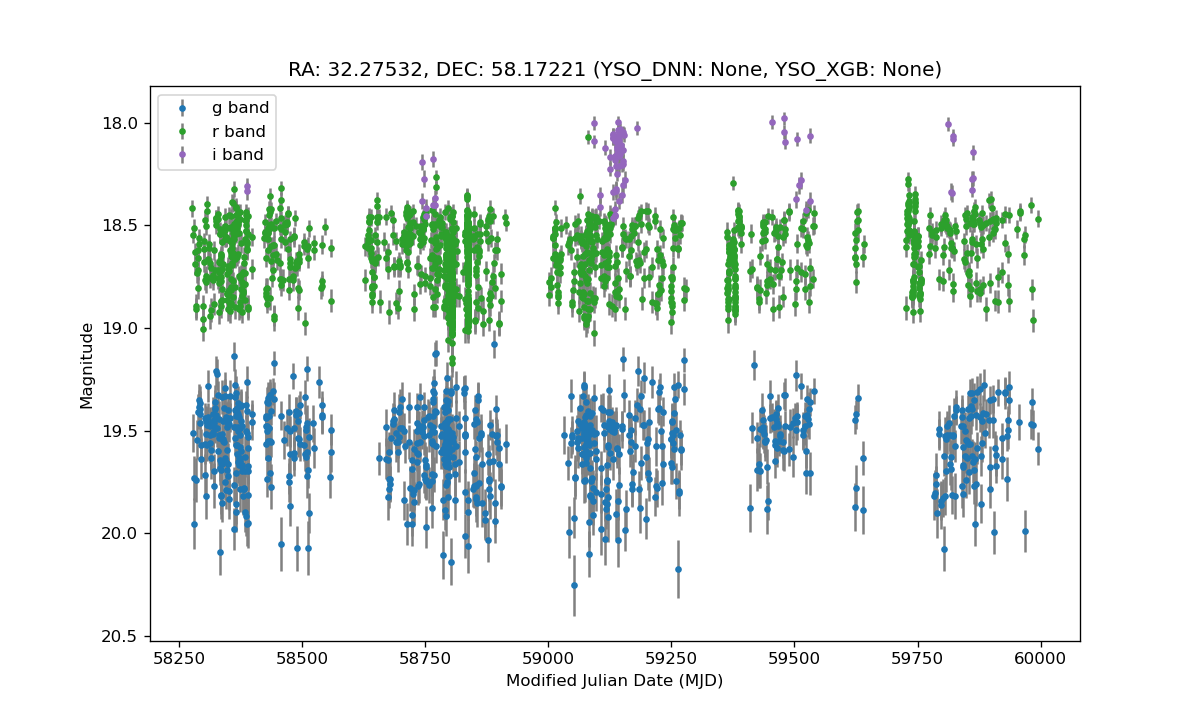 RA: 32.27532, DEC: 58.17221 (YSO_DNN: None, YSO_XGB: None)
g band
r band
i band
18.0
18.5
19.0
19.5
20.0
20.5
Magnitude
58250 58500 58750 59000 59250 59500 59750 60000
Modified Julian Date (MJD)